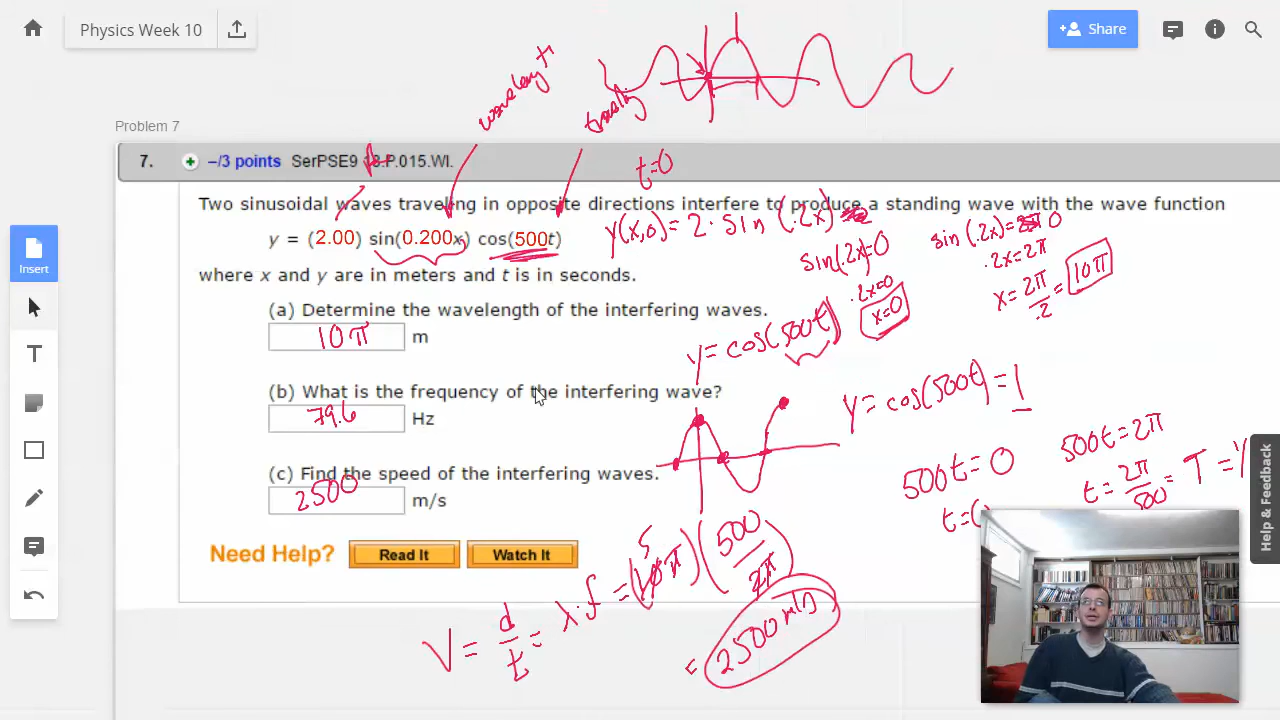 Physics Week 10
Share
wavelength
t=0
Problem 7
7. –/3 points SerPSE9 18.P.015.WI.
Two sinusoidal waves traveling in opposite directions interfere to produce a standing wave with the wave function
y = (2.00) sin(0.200x) cos(500t)
y(x,0) = 2 · sin (.2x)
sin(.2x)=0
.2x=0
x=0
sin(.2x)= 0
.2x=2π
x= 2π/.2 = 10π
where x and y are in meters and t is in seconds.
(a) Determine the wavelength of the interfering waves.
10π m
y=cos(500t)
(b) What is the frequency of the interfering wave?
79.6 Hz
y= cos(500t) = 1
500t=0
500t=2π
t= 2π/500 = T =
(c) Find the speed of the interfering waves.
2500 m/s
Need Help? Read It Watch It
V= d/t = λ·f = (10π) (500/2π)
5
= 2500 m/s
Insert
T
Help & Feedback